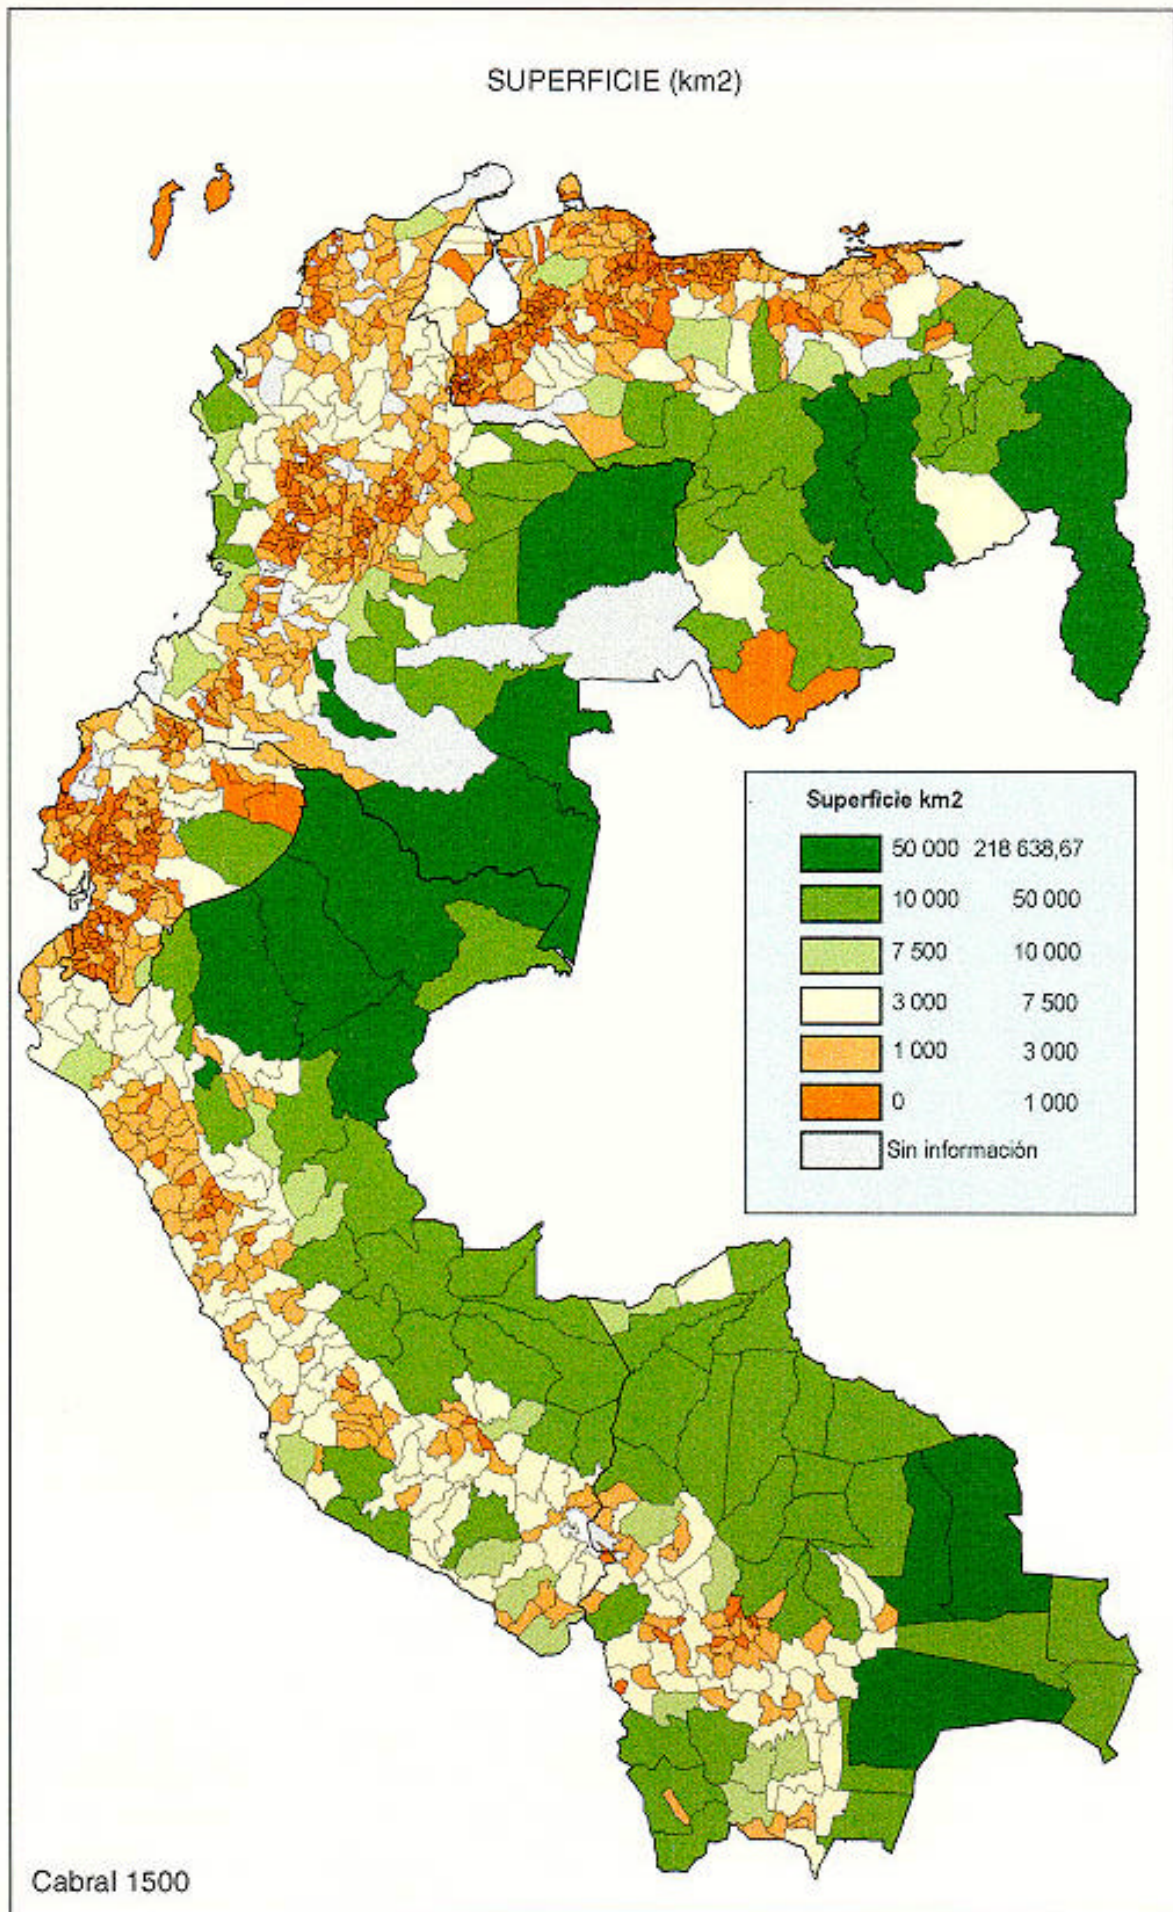 SUPERFICIE (km2)
Superficie km2
50 000 218 638,67
10 000 50 000
7 500 10 000
3 000 7 500
1 000 3 000
0 1 000
Sin información
Cabral 1500